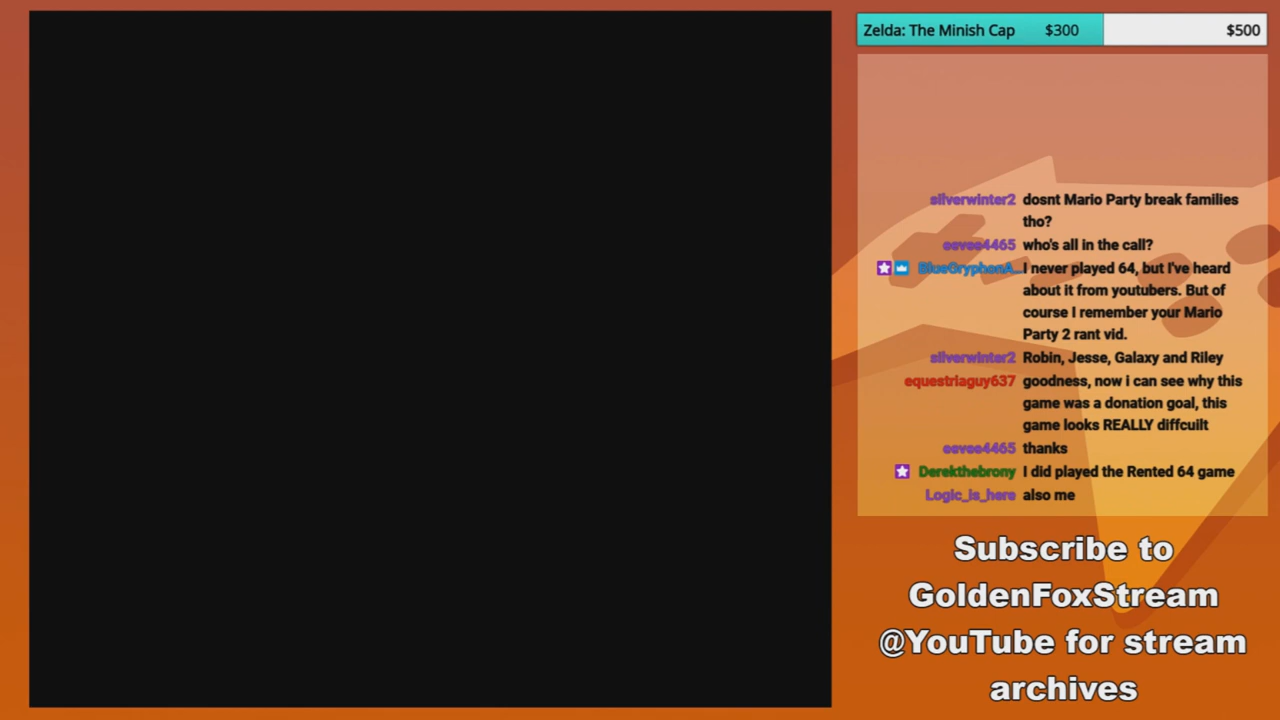 Zelda: The Minish Cap $300 $500
silverwinter2 dosnt Mario Party break families
tho?
eevee4465 who's all in the call?
BlueGryphonA... I never played 64, but I've heard
about it from youtubers. But of
course I remember your Mario
Party 2 rant vid.
silverwinter2 Robin, Jesse, Galaxy and Riley
equestriaguy637 goodness, now i can see why this
game was a donation goal, this
game looks REALLY diffcuilt
eevee4465 thanks
Derekthebrony I did played the Rented 64 game
Logic_is_here also me
Subscribe to
GoldenFoxStream
@YouTube for stream
archives